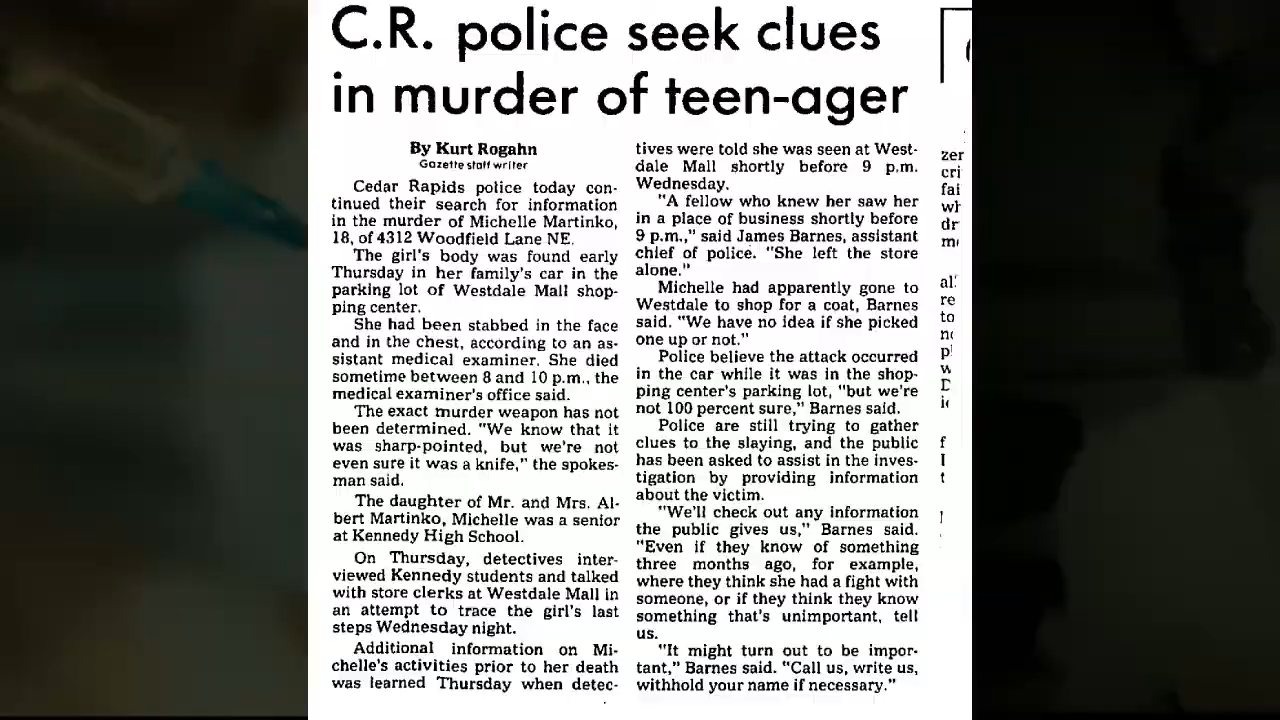 C.R. police seek clues
in murder of teen-ager
By Kurt Rogahn
Gazette staff writer
Cedar Rapids police today con-
tinued their search for information
in the murder of Michelle Martinko,
18, of 4312 Woodfield Lane NE.
The girl's body was found early
Thursday in her family's car in the
parking lot of Westdale Mall shop-
ping center.
She had been stabbed in the face
and in the chest, according to an as-
sistant medical examiner. She died
sometime between 8 and 10 p.m., the
medical examiner's office said.
The exact murder weapon has not
been determined. "We know that it
was sharp-pointed, but we're not
even sure it was a knife," the spokes-
man said.
The daughter of Mr. and Mrs. Al-
bert Martinko, Michelle was a senior
at Kennedy High School.
On Thursday, detectives inter-
viewed Kennedy students and talked
with store clerks at Westdale Mall in
an attempt to trace the girl's last
steps Wednesday night.
Additional information on Mi-
chelle's activities prior to her death
was learned Thursday when detec-
tives were told she was seen at West-
dale Mall shortly before 9 p.m.
Wednesday.
"A fellow who knew her saw her
in a place of business shortly before
9 p.m.," said James Barnes, assistant
chief of police. "She left the store
alone."
Michelle had apparently gone to
Westdale to shop for a coat, Barnes
said. "We have no idea if she picked
one up or not."
Police believe the attack occurred
in the car while it was in the shop-
ping center's parking lot, "but we're
not 100 percent sure," Barnes said.
Police are still trying to gather
clues to the slaying, and the public
has been asked to assist in the inves-
tigation by providing information
about the victim.
"We'll check out any information
the public gives us," Barnes said.
"Even if they know of something
three months ago, for example,
where they think she had a fight with
someone, or if they think they know
something that's unimportant, tell
us.
"It might turn out to be impor-
tant," Barnes said. "Call us, write us,
withhold your name if necessary."
zer
cri
fai
wh
dr
al
re
to